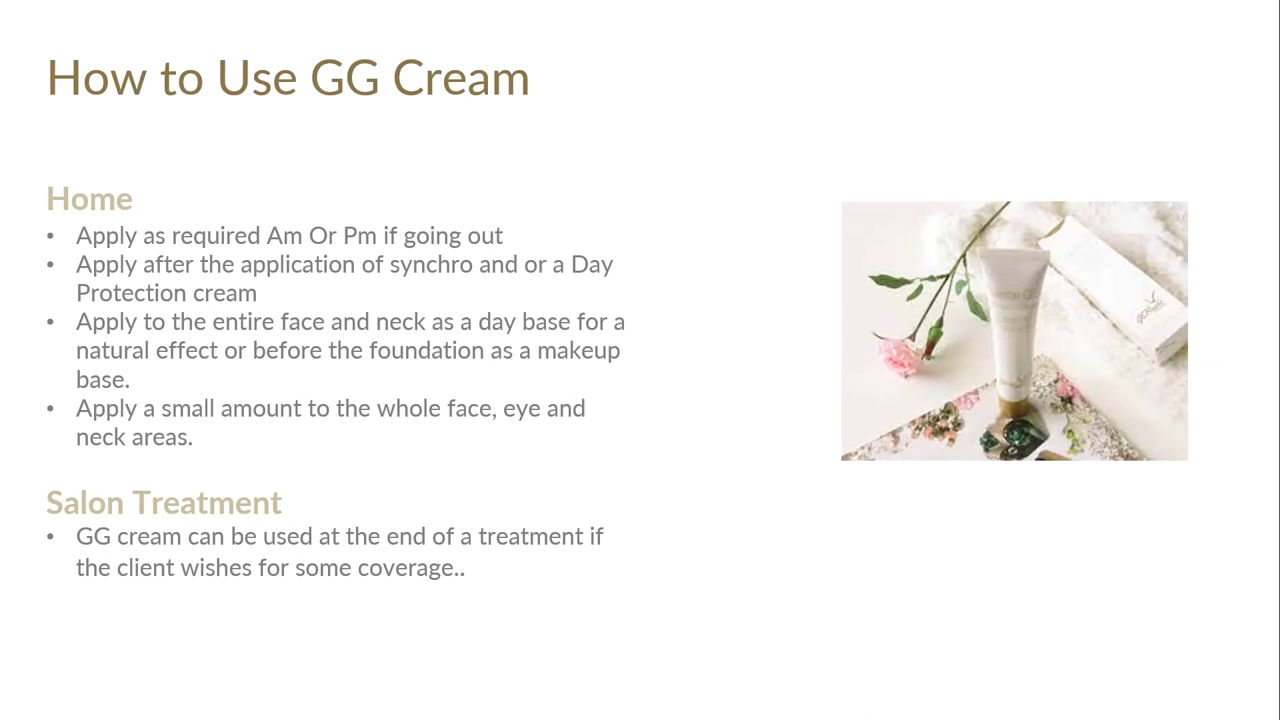 How to Use GG Cream
Home
• Apply as required Am Or Pm if going out
• Apply after the application of synchro and or a Day
Protection cream
• Apply to the entire face and neck as a day base for a
natural effect or before the foundation as a makeup
base.
• Apply a small amount to the whole face, eye and
neck areas.
Salon Treatment
• GG cream can be used at the end of a treatment if
the client wishes for some coverage..